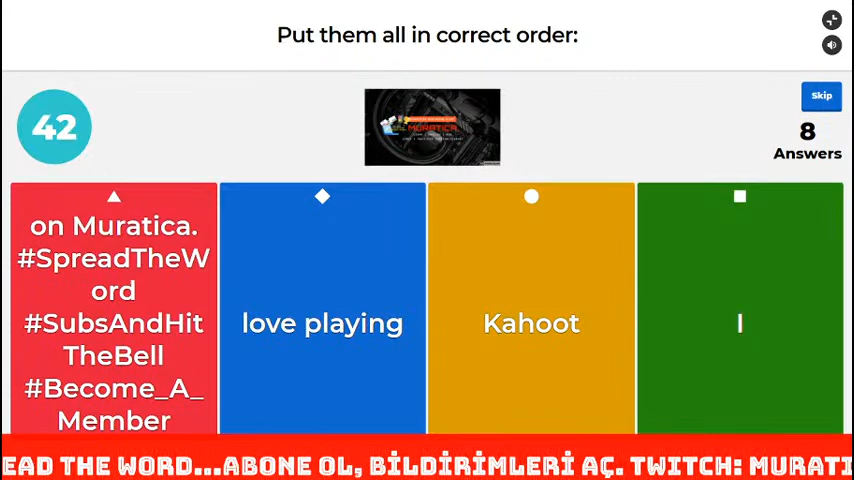 Put them all in correct order:
42
MURATICA
Skip
8
Answers
on Muratica.
#SpreadTheW
ord
#SubsAndHit
TheBell
#Become_A_
Member
love playing
Kahoot
I
EAD THE WORD...ABONE OL, BİLDİRİMLERİ AÇ. TWITCH: MURATI